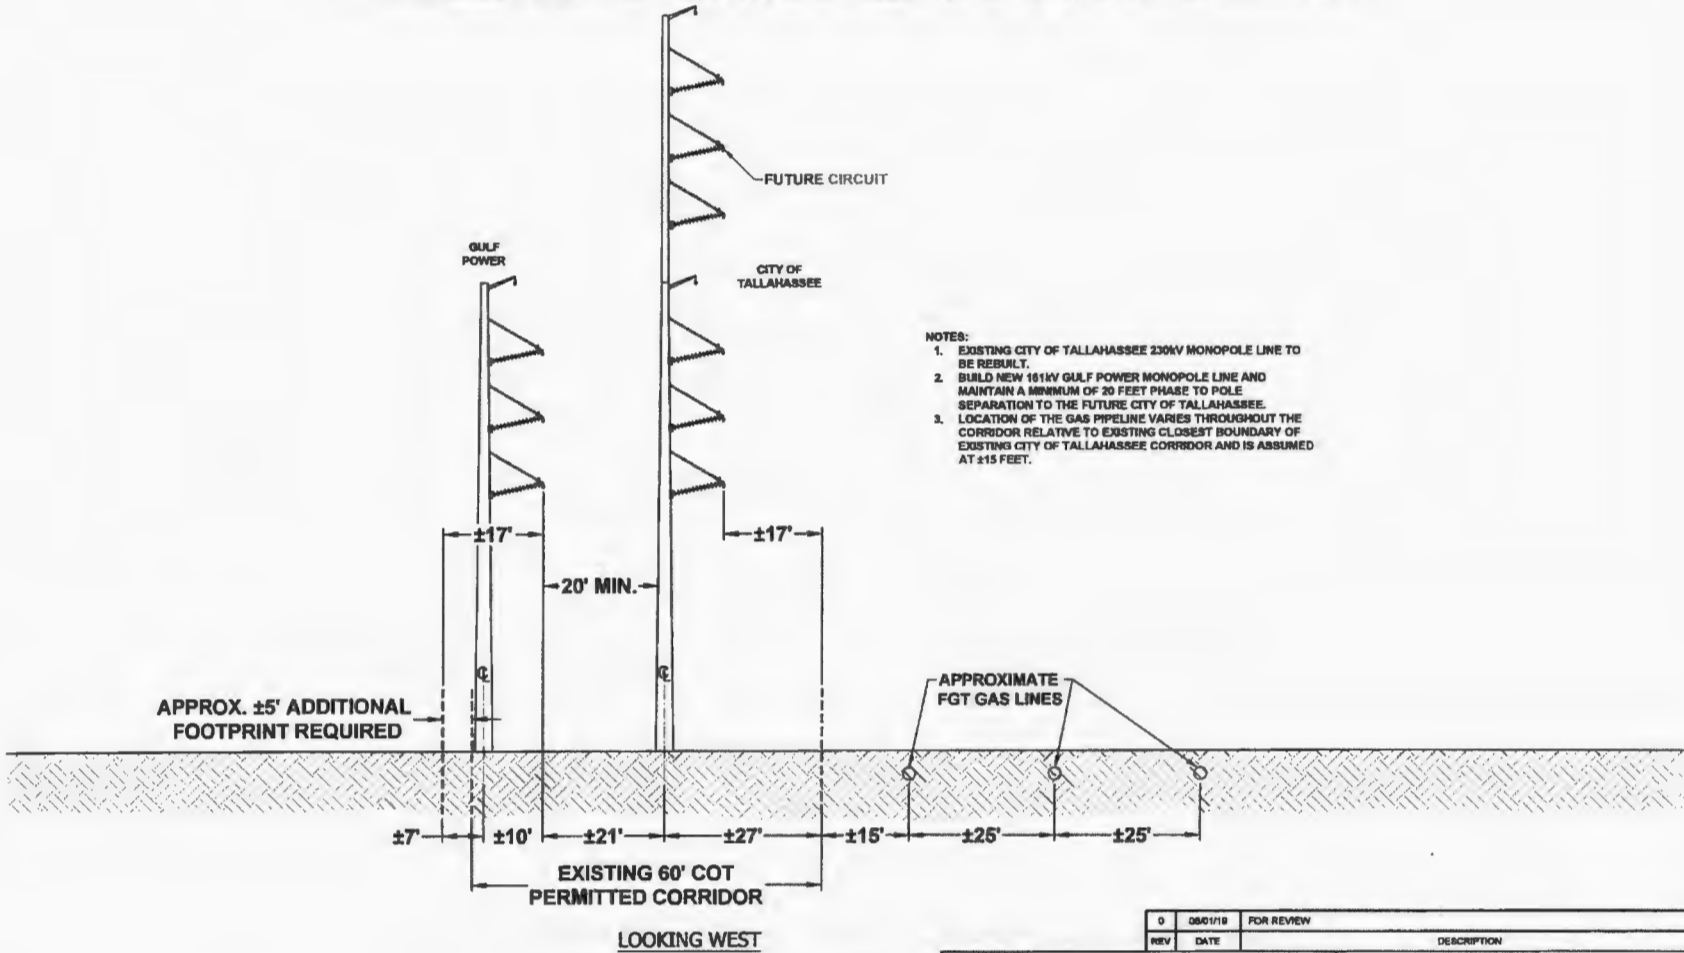 FUTURE CIRCUIT
GULF
POWER
CITY OF
TALLAHASSEE
NOTES:
1. EXISTING CITY OF TALLAHASSEE 230kV MONOPOLE LINE TO
BE REBUILT.
2. BUILD NEW 161kV GULF POWER MONOPOLE LINE AND
MAINTAIN A MINIMUM OF 20 FEET PHASE TO POLE
SEPARATION TO THE FUTURE CITY OF TALLAHASSEE.
3. LOCATION OF THE GAS PIPELINE VARIES THROUGHOUT THE
CORRIDOR RELATIVE TO EXISTING CLOSEST BOUNDARY OF
EXISTING CITY OF TALLAHASSEE CORRIDOR AND IS ASSUMED
AT ±15 FEET.
±17'
±17'
20' MIN.
APPROX. ±5' ADDITIONAL
FOOTPRINT REQUIRED
APPROXIMATE
FGT GAS LINES
±7' ±10' ±21' ±27' ±15' ±25' ±25'
EXISTING 60' COT
PERMITTED CORRIDOR
LOOKING WEST
0 FOR REVIEW
REV DATE DESCRIPTION